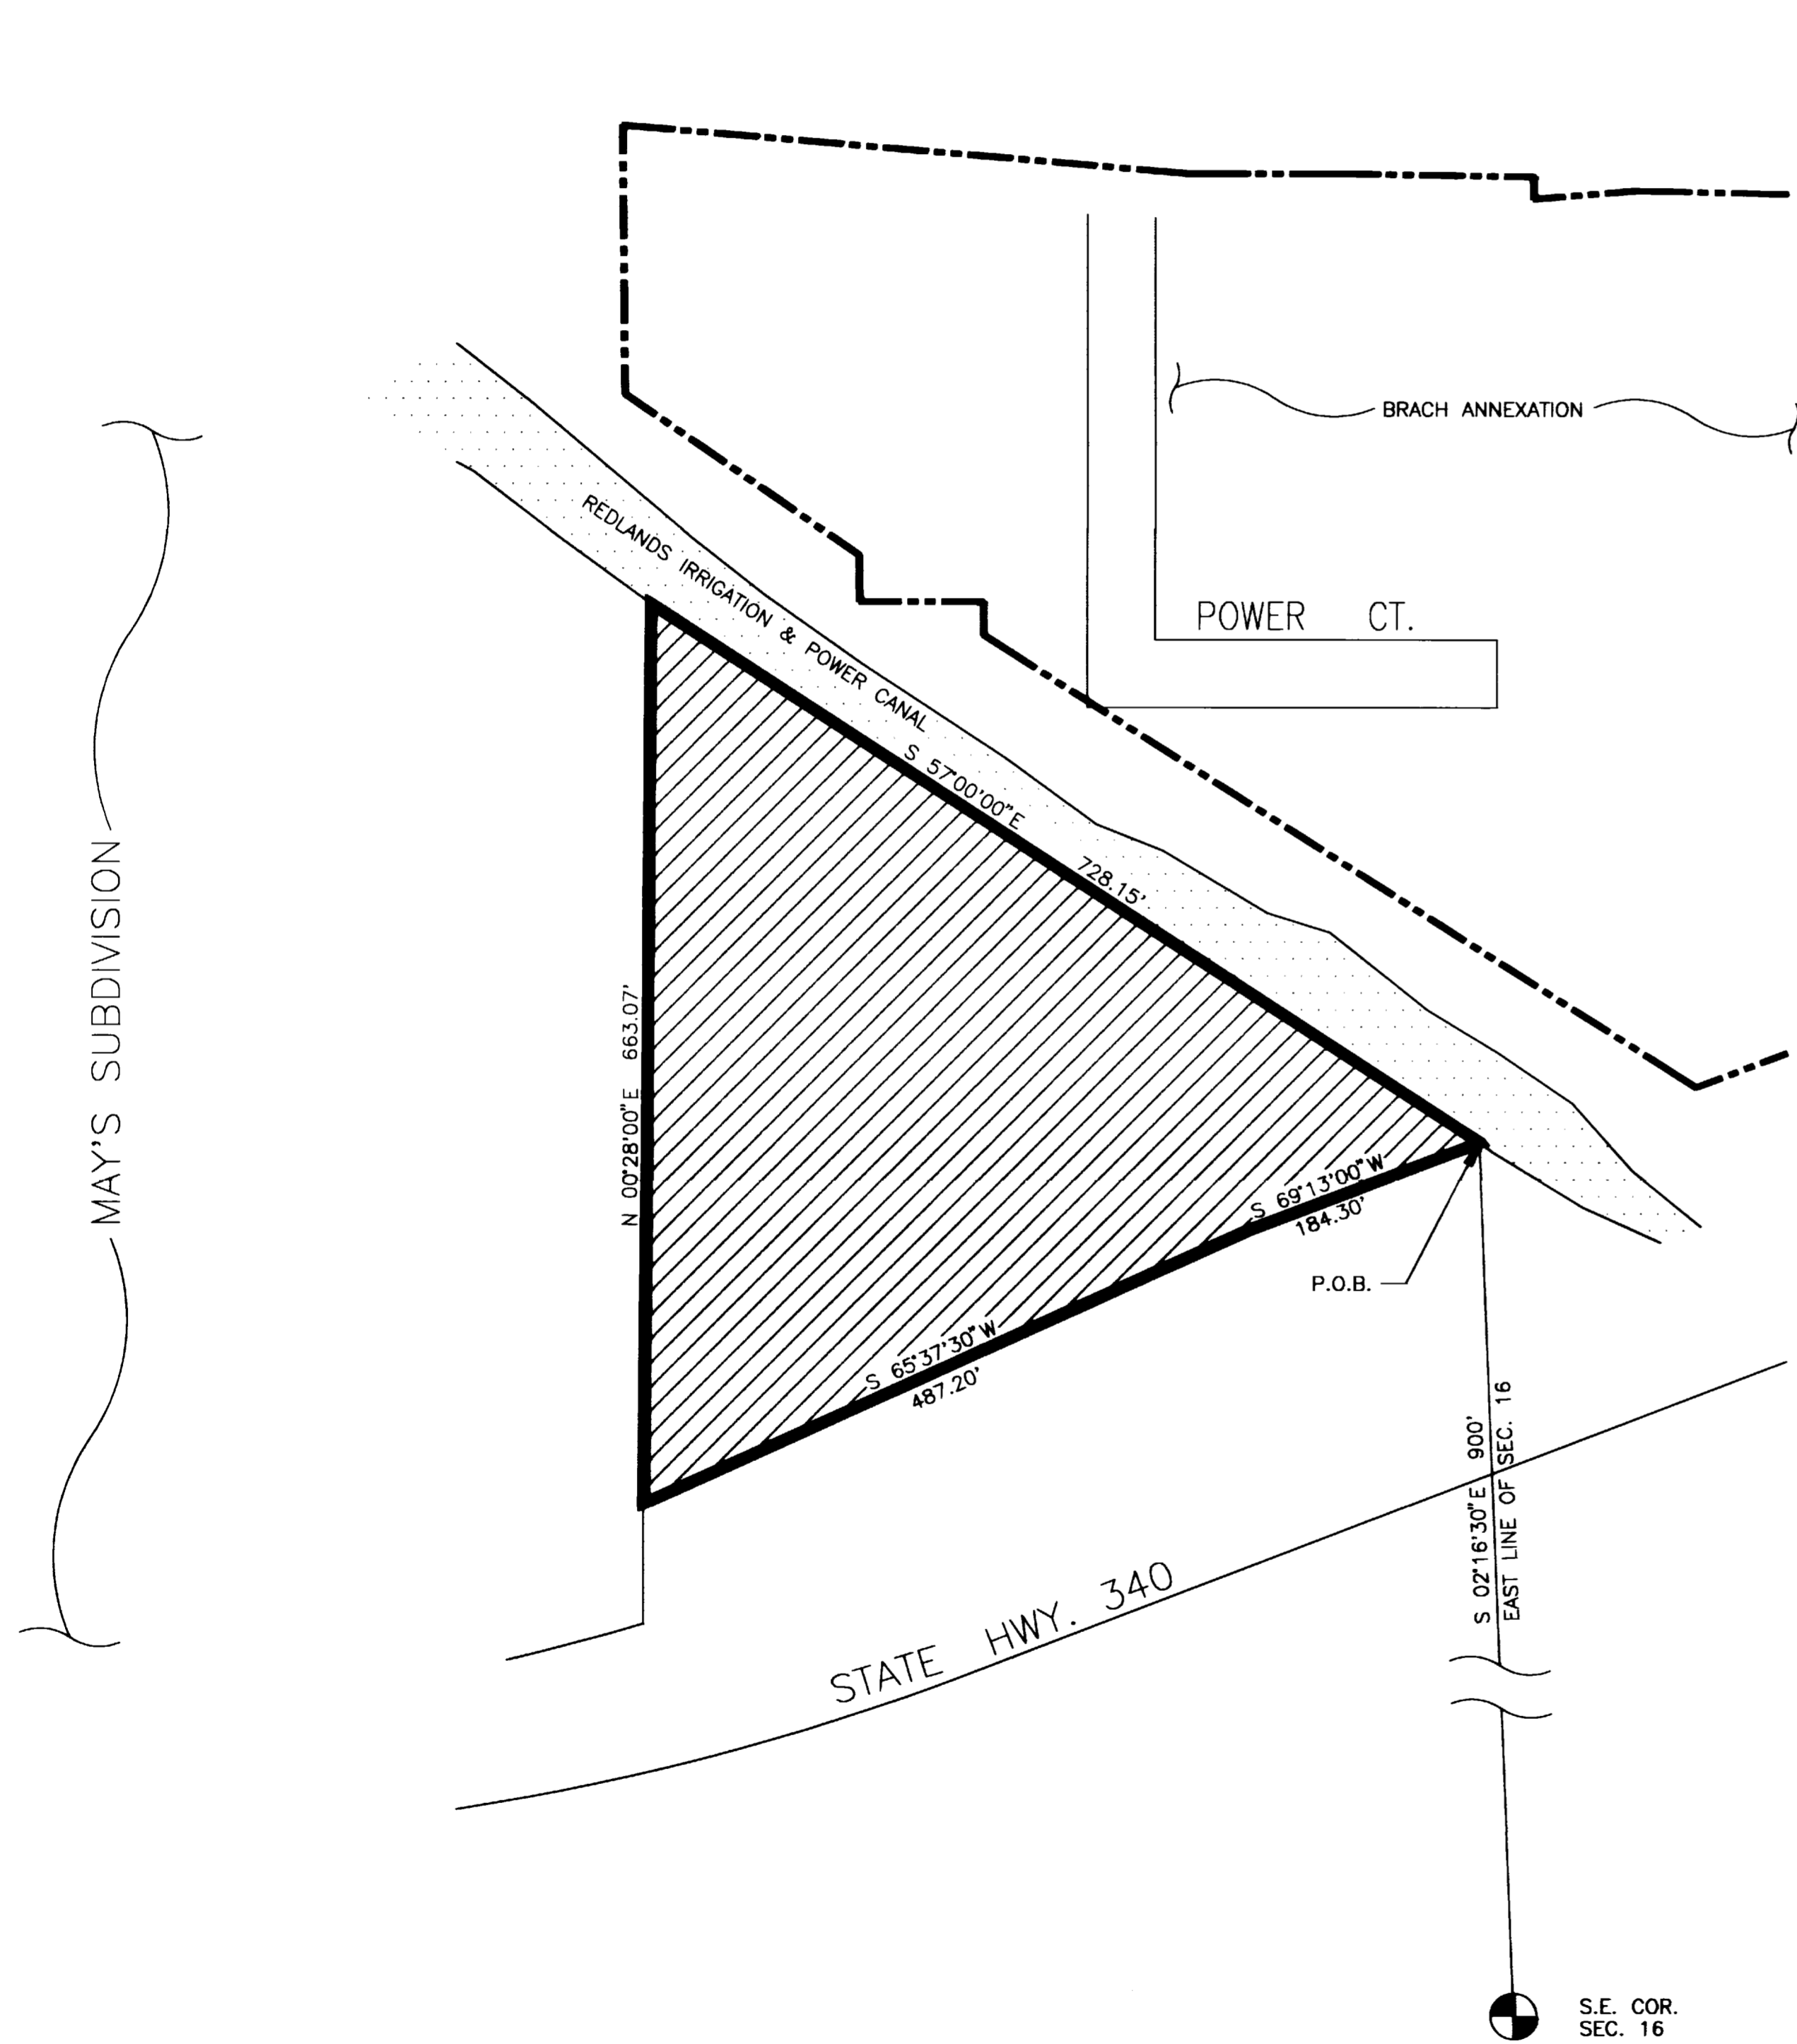 BRACH ANNEXATION
REDLANDS IRRIGATION & POWER CANAL
POWER CT.
S 57°00'00" E 728.15'
MAY'S SUBDIVISION
N 00°28'00" E 663.07'
S 69°13'00" W
184.30'
P.O.B.
S 65°37'30" W
487.20'
S 02°16'30" E 900'
EAST LINE OF SEC. 16
STATE HWY. 340
S.E. COR.
SEC. 16